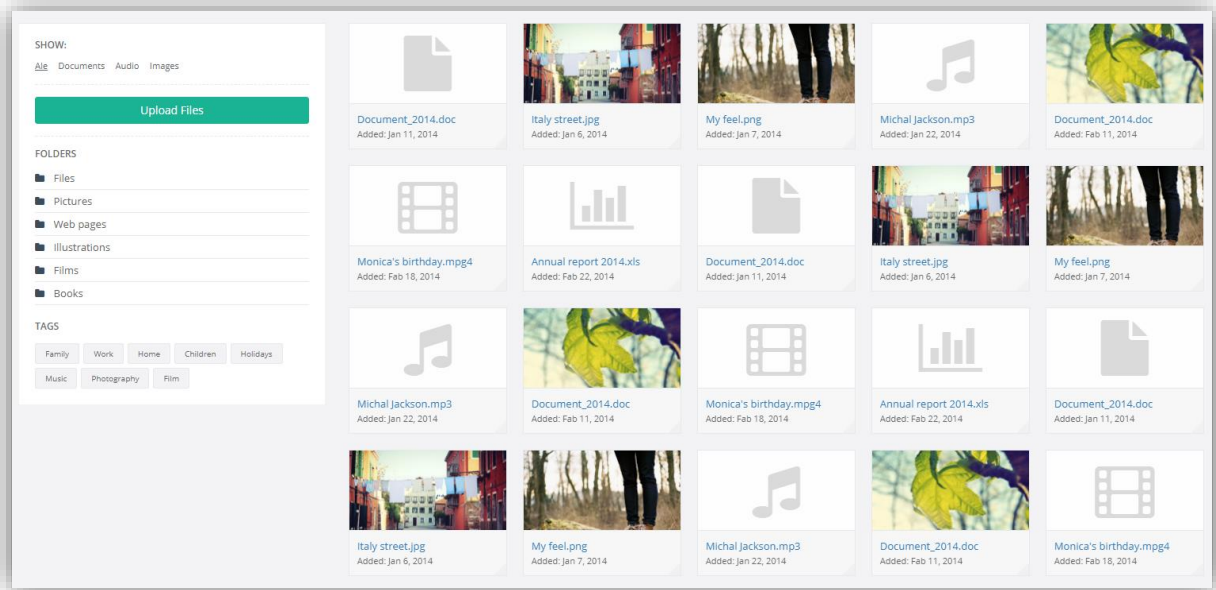 SHOW:
Ale Documents Audio Images
Upload Files
FOLDERS
Files
Pictures
Web pages
Illustrations
Films
Books
TAGS
Family Work Home Children Holidays
Music Photography Film
Document_2014.doc
Added: Jan 11, 2014
Italy street.jpg
Added: Jan 6, 2014
My feel.png
Added: Jan 7, 2014
Michal Jackson.mp3
Added: Jan 22, 2014
Document_2014.doc
Added: Fab 11, 2014
Monica's birthday.mpg4
Added: Fab 18, 2014
Annual report 2014.xls
Added: Fab 22, 2014
Document_2014.doc
Added: Jan 11, 2014
Italy street.jpg
Added: Jan 6, 2014
My feel.png
Added: Jan 7, 2014
Michal Jackson.mp3
Added: Jan 22, 2014
Document_2014.doc
Added: Fab 11, 2014
Monica's birthday.mpg4
Added: Fab 18, 2014
Annual report 2014.xls
Added: Fab 22, 2014
Document_2014.doc
Added: Jan 11, 2014
Italy street.jpg
Added: Jan 6, 2014
My feel.png
Added: Jan 7, 2014
Michal Jackson.mp3
Added: Jan 22, 2014
Document_2014.doc
Added: Fab 11, 2014
Monica's birthday.mpg4
Added: Fab 18, 2014